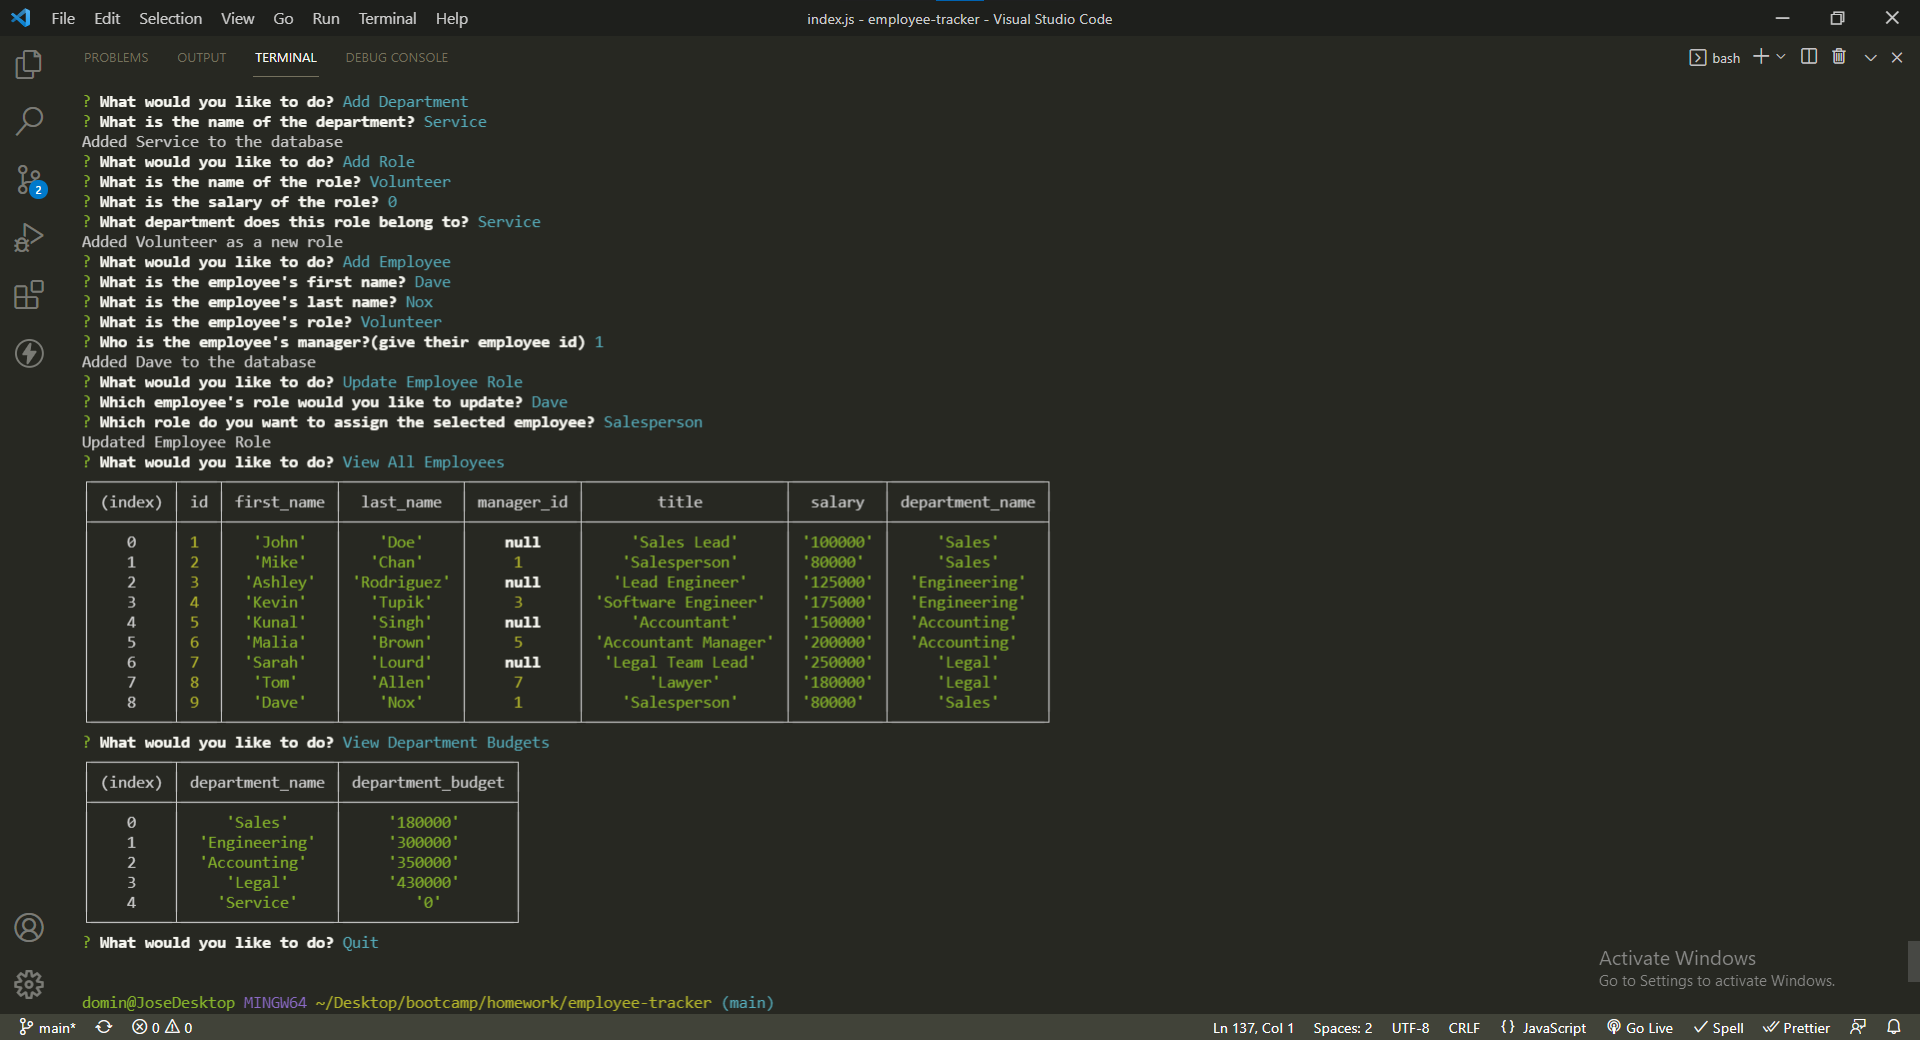 File Edit Selection View Go Run Terminal Help
index.js - employee-tracker - Visual Studio Code
PROBLEMS OUTPUT TERMINAL DEBUG CONSOLE
bash
? What would you like to do? Add Department
? What is the name of the department? Service
Added Service to the database
? What would you like to do? Add Role
? What is the name of the role? Volunteer
? What is the salary of the role? 0
? What department does this role belong to? Service
Added Volunteer as a new role
? What would you like to do? Add Employee
? What is the employee's first name? Dave
? What is the employee's last name? Nox
? What is the employee's role? Volunteer
? Who is the employee's manager?(give their employee id) 1
Added Dave to the database
? What would you like to do? Update Employee Role
? Which employee's role would you like to update? Dave
? Which role do you want to assign the selected employee? Salesperson
Updated Employee Role
? What would you like to do? View All Employees
(index) id first_name last_name manager_id title salary department_name
0 1 'John' 'Doe' null 'Sales Lead' '100000' 'Sales'
1 2 'Mike' 'Chan' 1 'Salesperson' '80000' 'Sales'
2 3 'Ashley' 'Rodriguez' null 'Lead Engineer' '125000' 'Engineering'
3 4 'Kevin' 'Tupik' 3 'Software Engineer' '175000' 'Engineering'
4 5 'Kunal' 'Singh' null 'Accountant' '150000' 'Accounting'
5 6 'Malia' 'Brown' 5 'Accountant Manager' '200000' 'Accounting'
6 7 'Sarah' 'Lourd' null 'Legal Team Lead' '250000' 'Legal'
7 8 'Tom' 'Allen' 7 'Lawyer' '180000' 'Legal'
8 9 'Dave' 'Nox' 1 'Salesperson' '80000' 'Sales'
? What would you like to do? View Department Budgets
(index) department_name department_budget
0 'Sales' '180000'
1 'Engineering' '300000'
2 'Accounting' '350000'
3 'Legal' '430000'
4 'Service' '0'
? What would you like to do? Quit
domin@JoseDesktop MINGW64 ~/Desktop/bootcamp/homework/employee-tracker (main)
2
Activate Windows
Go to Settings to activate Windows.
main* 0 0 Ln 137, Col 1 Spaces: 2 UTF-8 CRLF {} JavaScript Go Live Spell Prettier